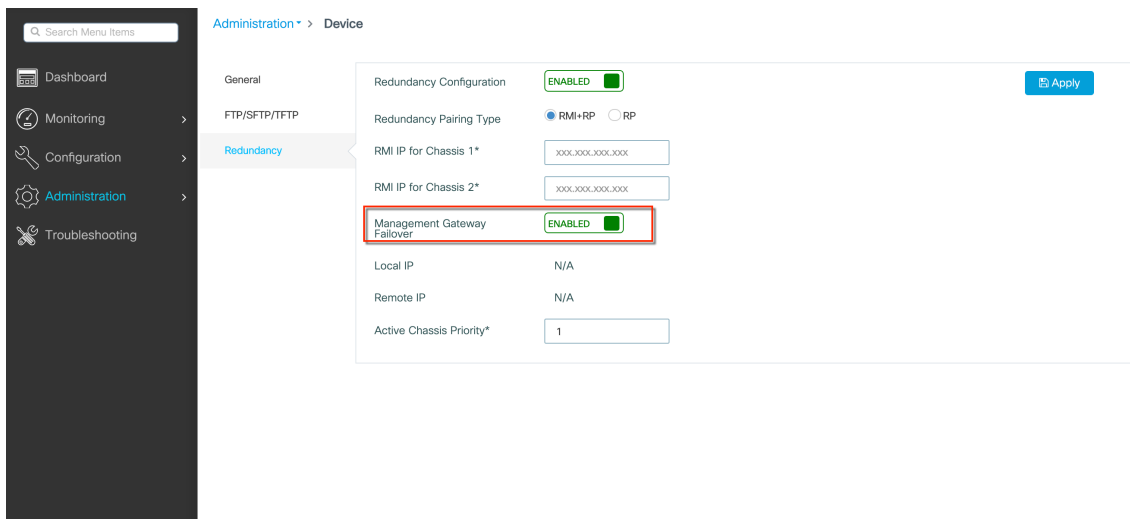 Search Menu Items
Dashboard
Monitoring
Configuration
Administration
Troubleshooting
Administration > Device
General
FTP/SFTP/TFTP
Redundancy
Redundancy Configuration ENABLED
Apply
Redundancy Pairing Type RMI+RP RP
RMI IP for Chassis 1* xxx.xxx.xxx.xxx
RMI IP for Chassis 2* xxx.xxx.xxx.xxx
Management Gateway
Failover
ENABLED
Local IP N/A
Remote IP N/A
Active Chassis Priority* 1